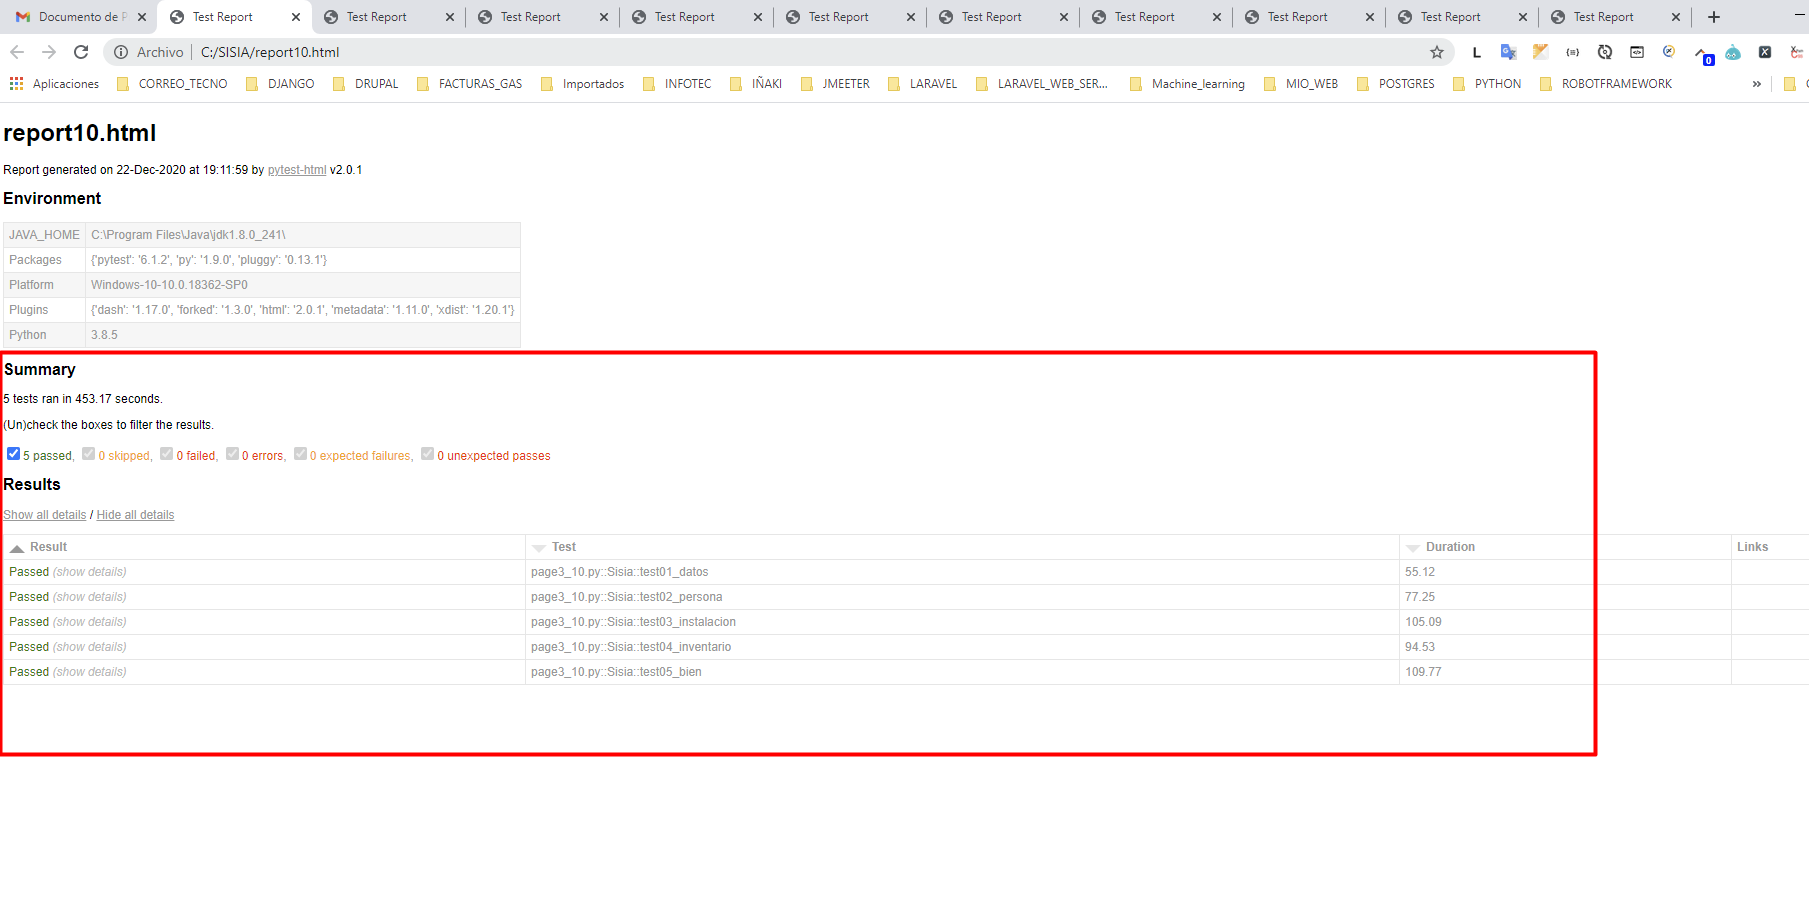 Documento de P
Test Report
Test Report
Test Report
Test Report
Test Report
Test Report
Test Report
Test Report
Test Report
Test Report
Archivo C:/SISIA/report10.html
L
0
Aplicaciones CORREO_TECNO DJANGO DRUPAL FACTURAS_GAS Importados INFOTEC IÑAKI JMEETER LARAVEL LARAVEL_WEB_SER... Machine_learning MIO_WEB POSTGRES PYTHON ROBOTFRAMEWORK »
report10.html
Report generated on 22-Dec-2020 at 19:11:59 by pytest-html v2.0.1
Environment
JAVA_HOME C:\Program Files\Java\jdk1.8.0_241\
Packages {'pytest': '6.1.2', 'py': '1.9.0', 'pluggy': '0.13.1'}
Platform Windows-10-10.0.18362-SP0
Plugins {'dash': '1.17.0', 'forked': '1.3.0', 'html': '2.0.1', 'metadata': '1.11.0', 'xdist': '1.20.1'}
Python 3.8.5
Summary
5 tests ran in 453.17 seconds.
(Un)check the boxes to filter the results.
5 passed, 0 skipped, 0 failed, 0 errors, 0 expected failures, 0 unexpected passes
Results
Show all details / Hide all details
Result Test Duration Links
Passed (show details) page3_10.py::Sisia::test01_datos 55.12
Passed (show details) page3_10.py::Sisia::test02_persona 77.25
Passed (show details) page3_10.py::Sisia::test03_instalacion 105.09
Passed (show details) page3_10.py::Sisia::test04_inventario 94.53
Passed (show details) page3_10.py::Sisia::test05_bien 109.77